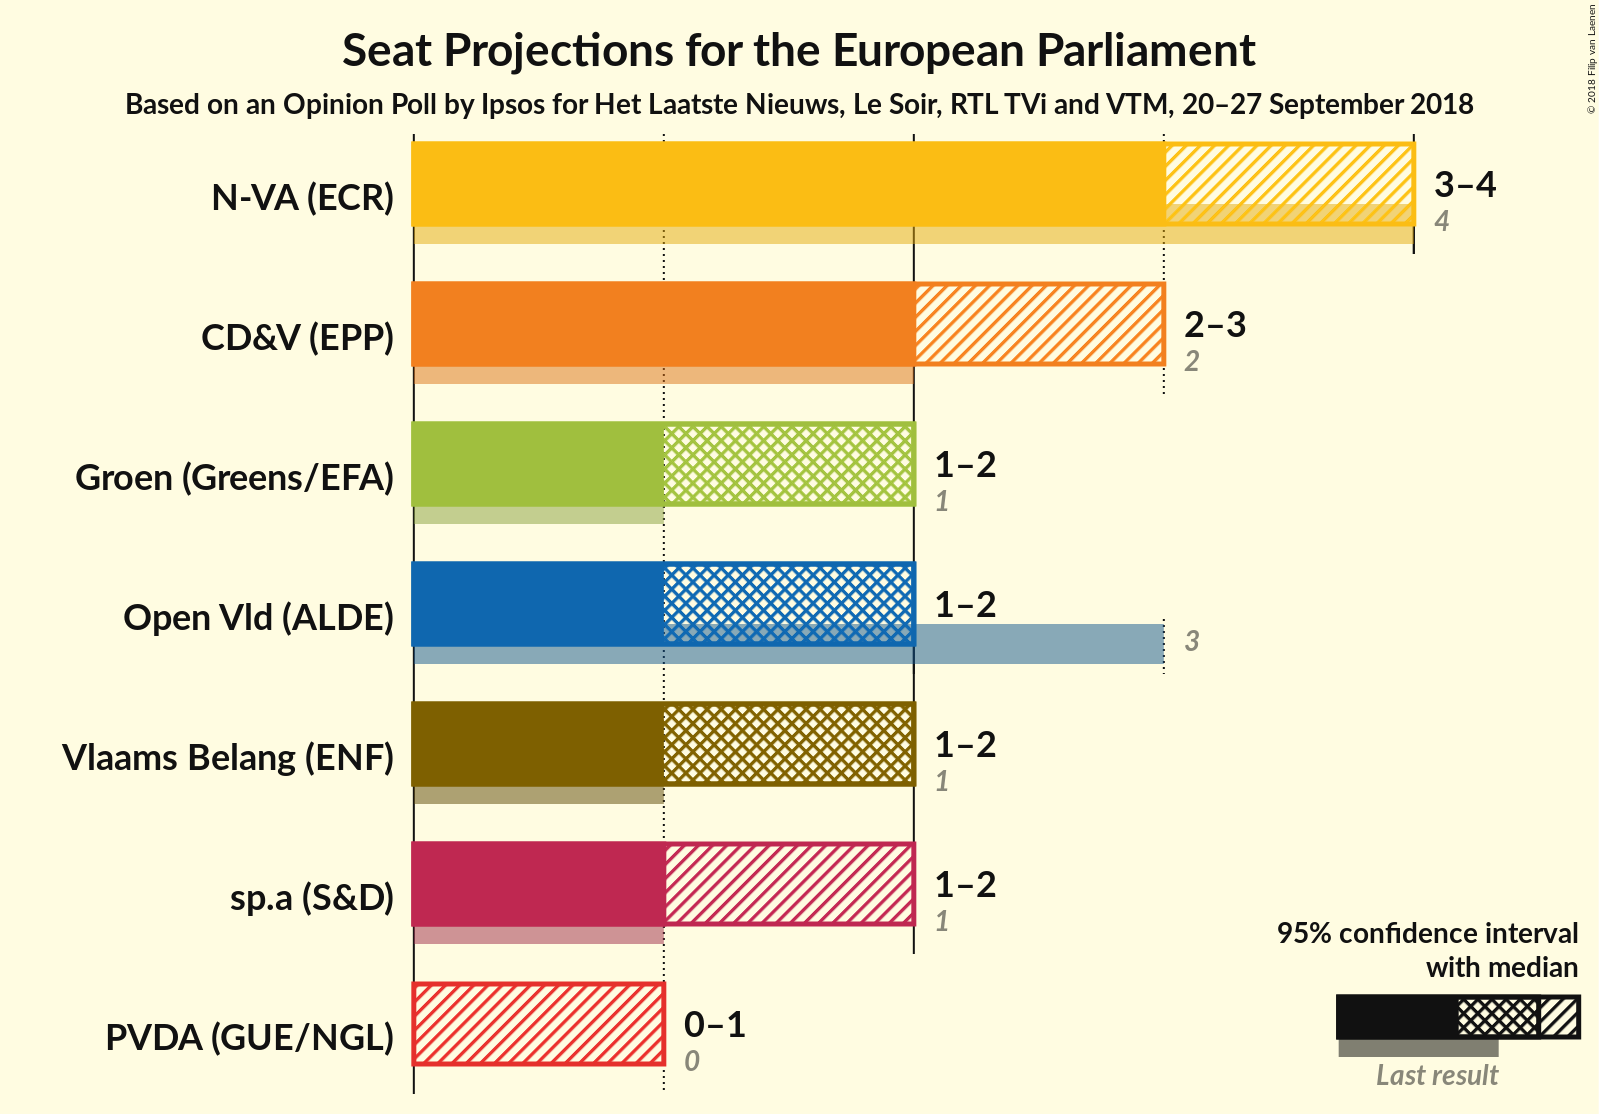 Seat Projections for the European Parliament
Based on an Opinion Poll by Ipsos for Het Laatste Nieuws, Le Soir, RTL TVi and VTM, 20–27 September 2018
© 2018 Filip van Laenen
N-VA (ECR)
3–4
4
CD&V (EPP)
2–3
2
Groen (Greens/EFA)
1–2
1
Open Vld (ALDE)
1–2
3
Vlaams Belang (ENF)
1–2
1
sp.a (S&D)
1–2
1
PVDA (GUE/NGL)
0–1
0
95% confidence interval
with median
Last result